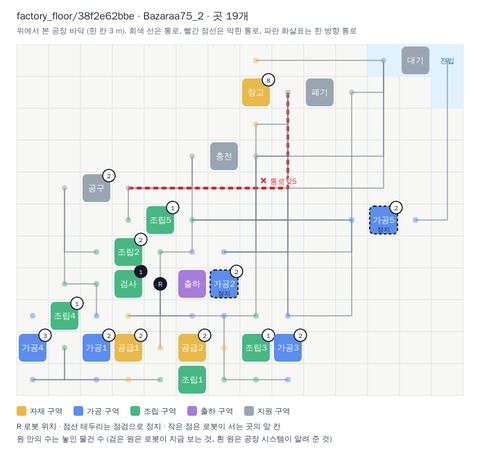 factory_floor/38f2e62bbe · Bazaraa75_2 · 곳 19개
위에서 본 공장 바닥 (한 칸 3 m). 회색 선은 통로, 빨간 점선은 막힌 통로, 파란 화살표는 한 방향 통로
대기
진입
창고 8
폐기
충전
✖ 통로 25
공구 2
조립5 1
가공5 2
정지
조립2 2
검사 1
R
출하
가공2 2
정지
조립4 1
가공4 3
가공1 2
공급1 2
공급2 2
조립3 1
가공3 2
조립1
자재 구역
가공 구역
조립 구역
출하 구역
지원 구역
R 로봇 위치 · 점선 테두리는 점검으로 정지 · 작은 점은 로봇이 서는 곳의 앞 칸
원 안의 수는 놓인 물건 수 (검은 원은 로봇이 지금 보는 것, 흰 원은 공장 시스템이 알려 준 것)